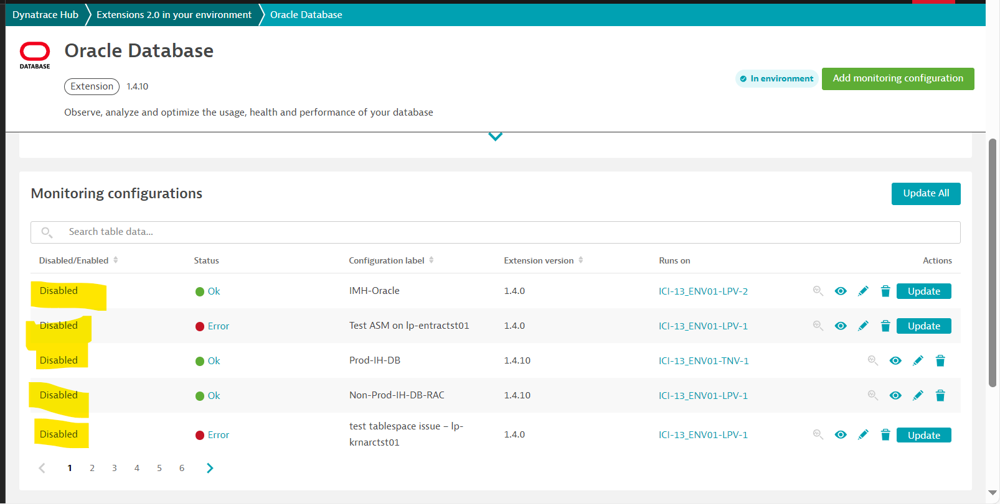 Dynatrace Hub Extensions 2.0 in your environment Oracle Database
DATABASE
Oracle Database
Extension 1.4.10
In environment Add monitoring configuration
Observe, analyze and optimize the usage, health and performance of your database
Monitoring configurations
Update All
Search table data...
Disabled/Enabled Status Configuration label Extension version Runs on Actions
Disabled Ok IMH-Oracle 1.4.0 ICI-13_ENV01-LPV-2 Update
Disabled Error Test ASM on lp-entractst01 1.4.0 ICI-13_ENV01-LPV-1 Update
Disabled Ok Prod-IH-DB 1.4.10 ICI-13_ENV01-TNV-1
Disabled Ok Non-Prod-IH-DB-RAC 1.4.10 ICI-13_ENV01-LPV-1
Disabled Error test tablespace issue – lp- 1.4.0 ICI-13_ENV01-LPV-1 Update
krnarctst01
1 2 3 4 5 6